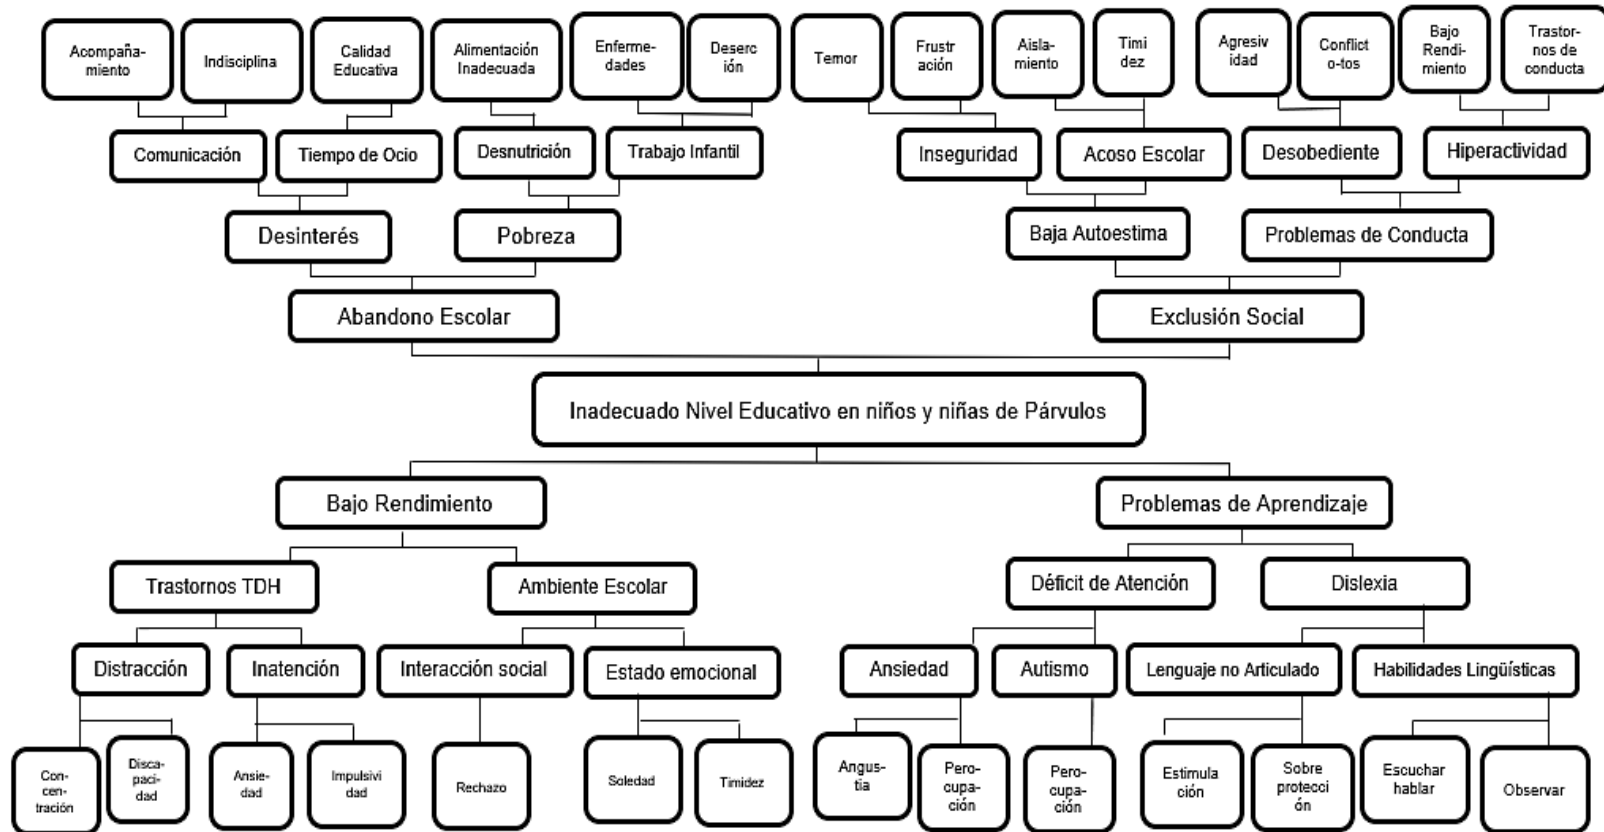 Acompaña-
miento
Indisciplina
Calidad
Educativa
Alimentación
Inadecuada
Enferme-
dades
Deserc
ión
Temor
Frustr
ación
Aisla-
miento
Timi
dez
Agresiv
idad
Conflict
o-tos
Bajo
Rendi-
miento
Trastor-
nos de
conducta
Comunicación
Tiempo de Ocio
Desnutrición
Trabajo Infantil
Inseguridad
Acoso Escolar
Desobediente
Hiperactividad
Desinterés
Pobreza
Baja Autoestima
Problemas de Conducta
Abandono Escolar
Exclusión Social
Inadecuado Nivel Educativo en niños y niñas de Párvulos
Bajo Rendimiento
Problemas de Aprendizaje
Trastornos TDH
Ambiente Escolar
Déficit de Atención
Dislexia
Distracción
Inatención
Interacción social
Estado emocional
Ansiedad
Autismo
Lenguaje no Articulado
Habilidades Lingüísticas
Con-
cen-
tración
Disca-
paci-
dad
Ansie-
dad
Impulsivi
dad
Rechazo
Soledad
Timidez
Angus-
tia
Pero-
cupa-
ción
Pero-
cupa-
ción
Estimula
ción
Sobre
protecci
ón
Escuchar
hablar
Observar